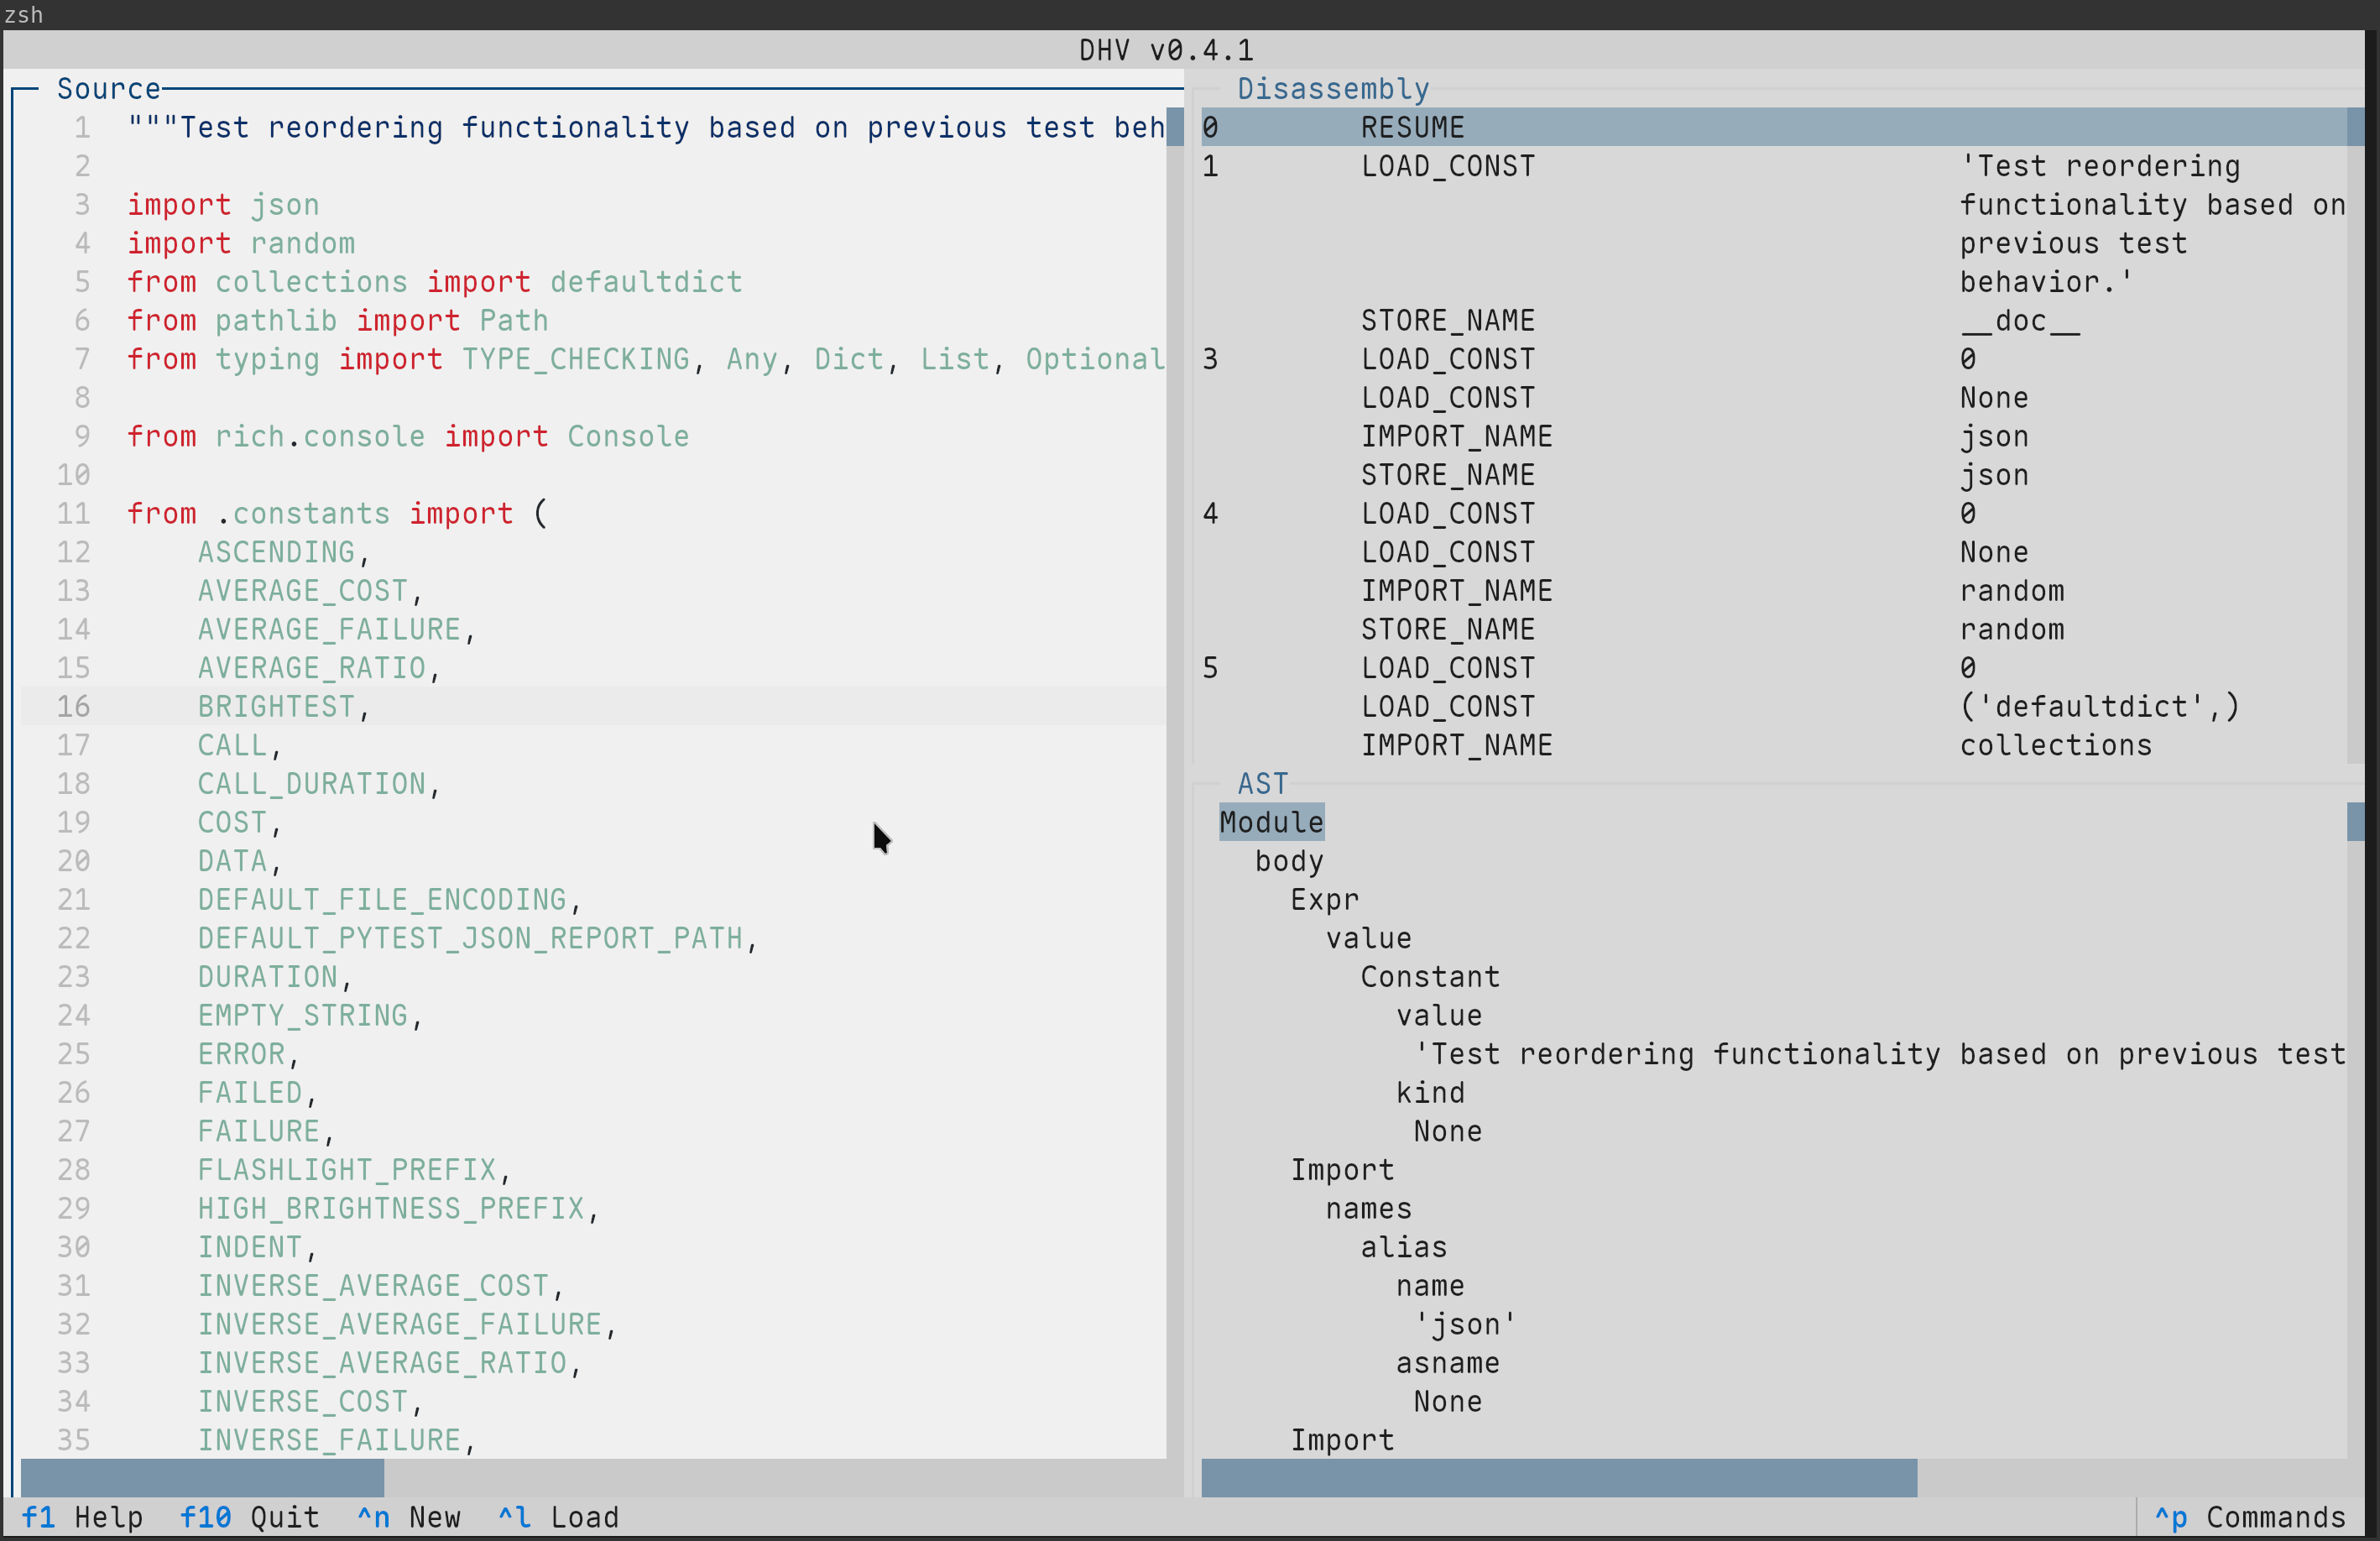 zsh
DHV v0.4.1
Source
1 """Test reordering functionality based on previous test beh
2
3 import json
4 import random
5 from collections import defaultdict
6 from pathlib import Path
7 from typing import TYPE_CHECKING, Any, Dict, List, Optional
8
9 from rich.console import Console
10
11 from .constants import (
12     ASCENDING,
13     AVERAGE_COST,
14     AVERAGE_FAILURE,
15     AVERAGE_RATIO,
16     BRIGHTEST,
17     CALL,
18     CALL_DURATION,
19     COST,
20     DATA,
21     DEFAULT_FILE_ENCODING,
22     DEFAULT_PYTEST_JSON_REPORT_PATH,
23     DURATION,
24     EMPTY_STRING,
25     ERROR,
26     FAILED,
27     FAILURE,
28     FLASHLIGHT_PREFIX,
29     HIGH_BRIGHTNESS_PREFIX,
30     INDENT,
31     INVERSE_AVERAGE_COST,
32     INVERSE_AVERAGE_FAILURE,
33     INVERSE_AVERAGE_RATIO,
34     INVERSE_COST,
35     INVERSE_FAILURE,
Disassembly
0 RESUME
1 LOAD_CONST 'Test reordering
functionality based on
previous test
behavior.'
STORE_NAME __doc__
3 LOAD_CONST 0
LOAD_CONST None
IMPORT_NAME json
STORE_NAME json
4 LOAD_CONST 0
LOAD_CONST None
IMPORT_NAME random
STORE_NAME random
5 LOAD_CONST 0
LOAD_CONST ('defaultdict',)
IMPORT_NAME collections
AST
Module
body
Expr
value
Constant
value
'Test reordering functionality based on previous test
kind
None
Import
names
alias
name
'json'
asname
None
Import
f1 Help f10 Quit ^n New ^l Load ^p Commands